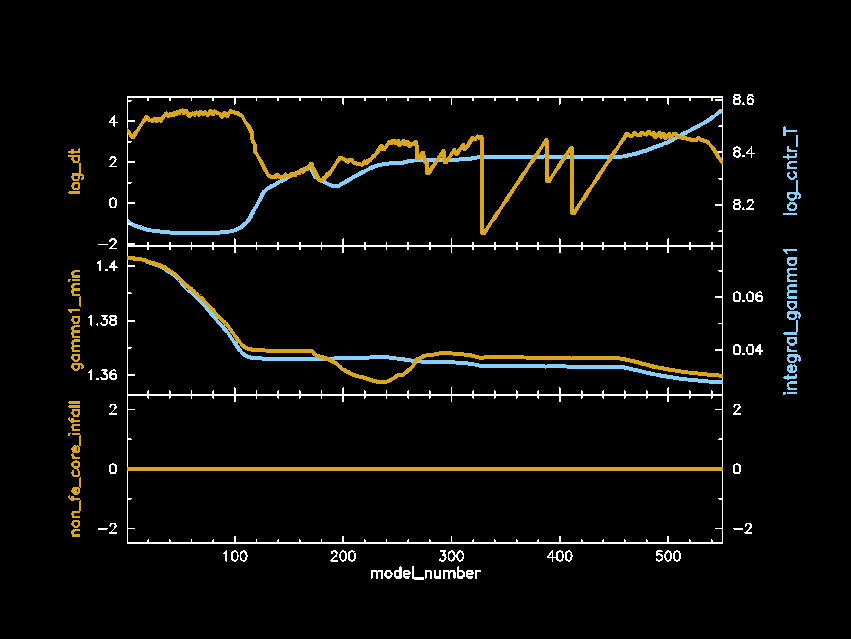 log_dt
4
2
0
−2
8.6
8.4
8.2
log_cntr_T
gamma1_min
1.4
1.38
1.36
0.06
0.04
integral_gamma1
non_fe_core_infall
2
0
−2
2
0
−2
100 200 300 400 500
model_number